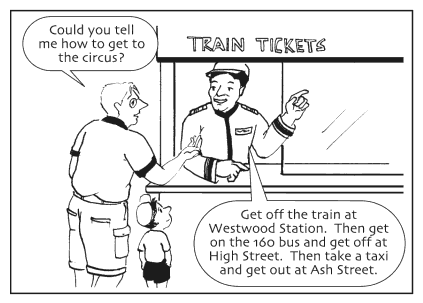 Could you tell
me how to get to
the circus?
TRAIN TICKETS
Get off the train at
Westwood Station. Then get
on the 160 bus and get off at
High Street. Then take a taxi
and get out at Ash Street.